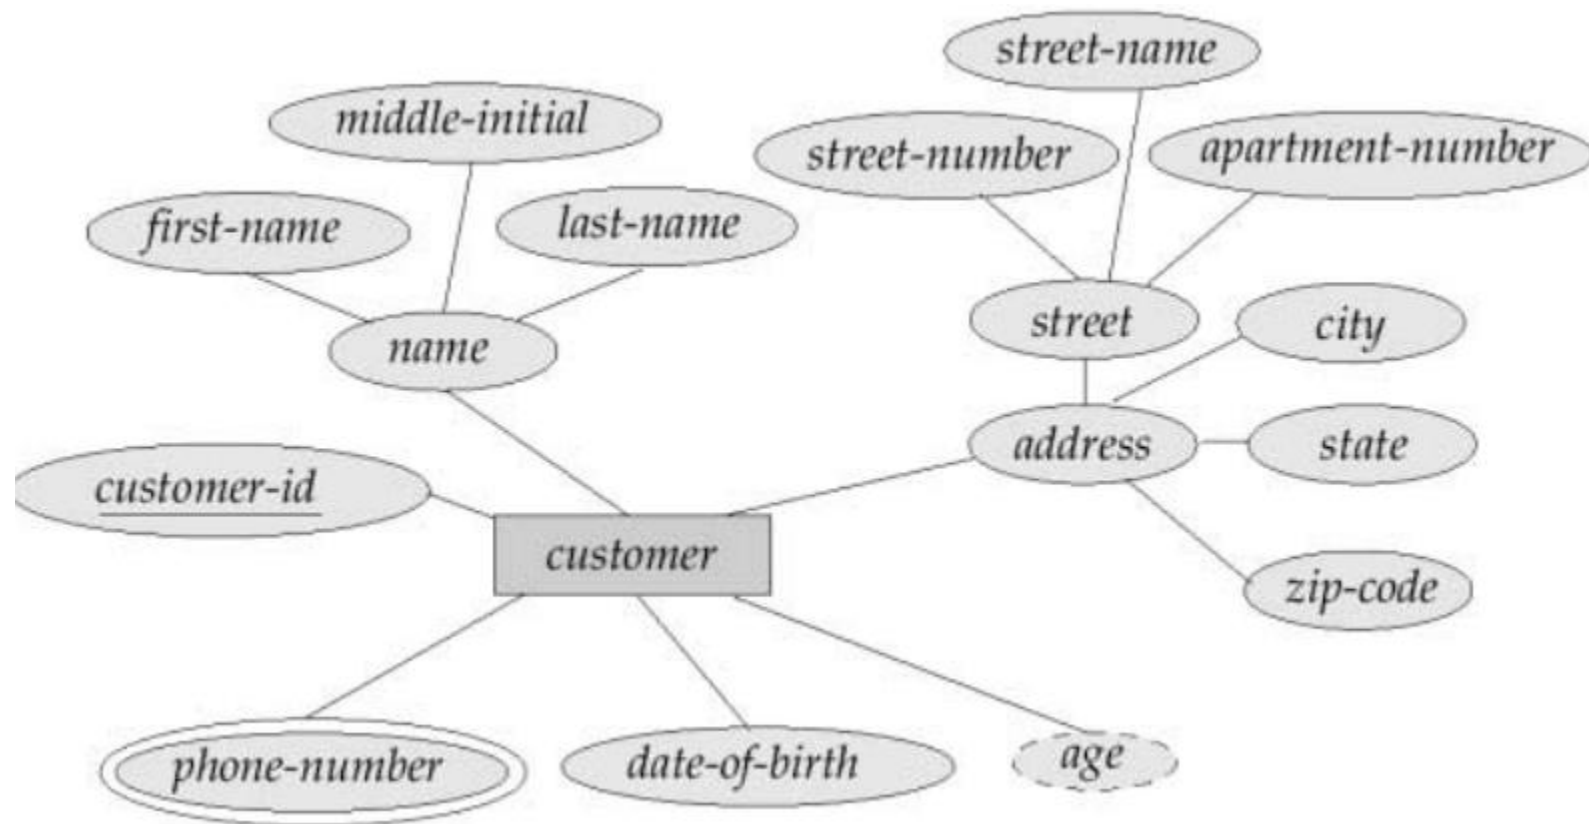 street-name
middle-initial
street-number
apartment-number
first-name
last-name
street
city
name
address
state
customer-id
customer
zip-code
phone-number
date-of-birth
age